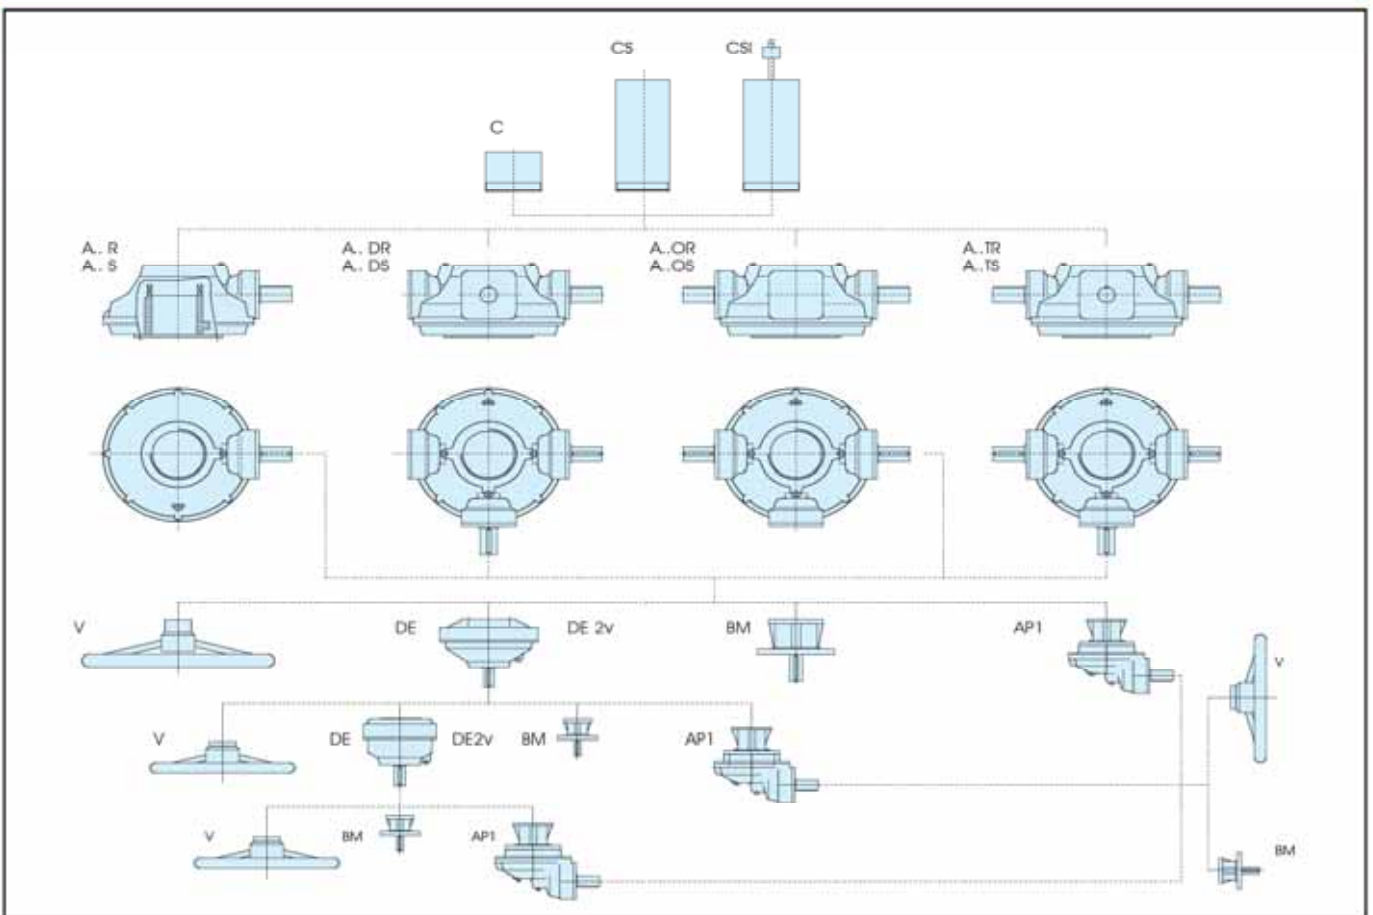 CS
CSI
C
A.. R
A.. S
A.. DR
A.. DS
A..OR
A..OS
A..TR
A..TS
V
DE
DE 2v
BM
AP1
V
V
DE
DE2v
BM
AP1
V
BM
AP1
BM